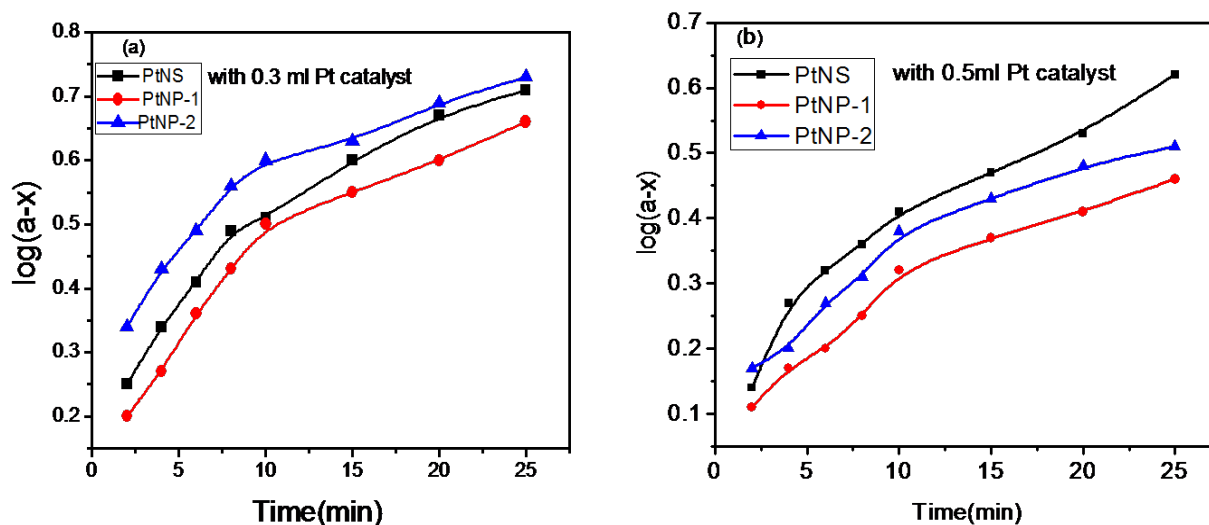 (a)
with 0.3 ml Pt catalyst
PtNS
PtNP-1
PtNP-2
log(a-x)
0.8
0.7
0.6
0.5
0.4
0.3
0.2
0 5 10 15 20 25
Time(min)
(b)
with 0.5ml Pt catalyst
PtNS
PtNP-1
PtNP-2
log(a-x)
0.7
0.6
0.5
0.4
0.3
0.2
0.1
0 5 10 15 20 25
Time(min)